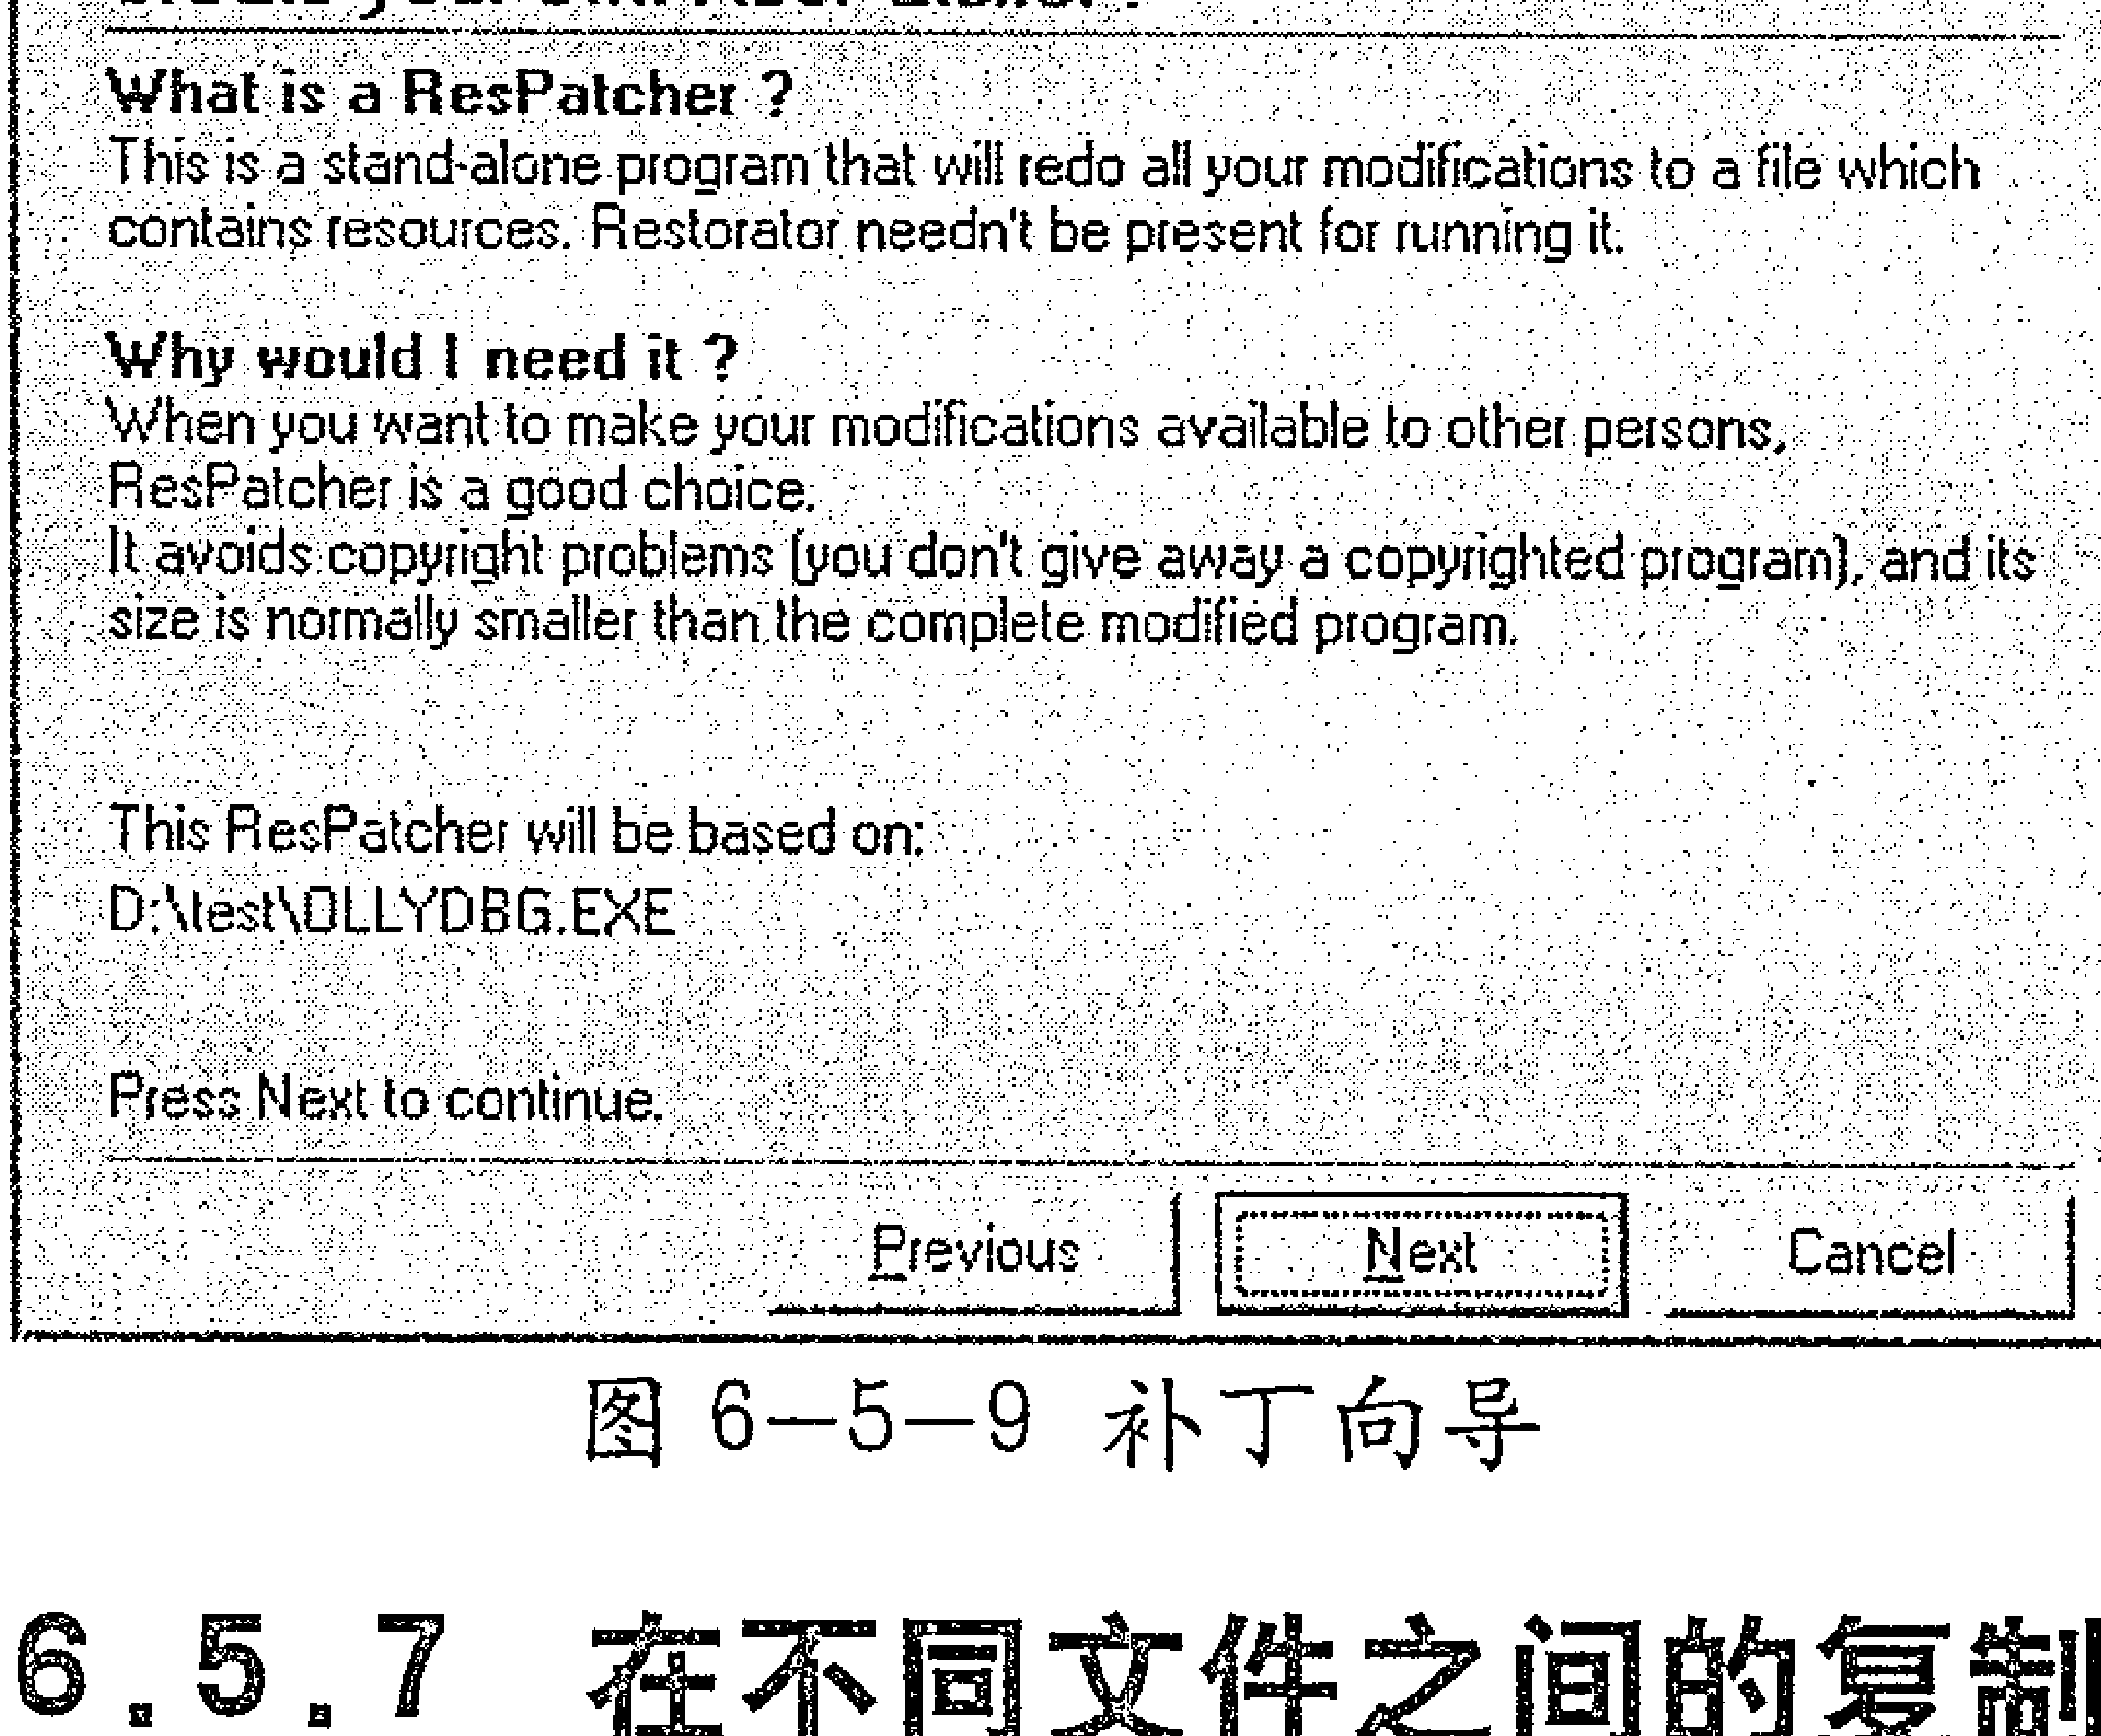 What is a ResPatcher ?
This is a stand-alone program that will redo all your modifications to a file which
contains resources. Restorator needn't be present for running it.
Why would I need it ?
When you want to make your modifications available to other persons,
ResPatcher is a good choice.
It avoids copyright problems (you don't give away a copyrighted program), and its
size is normally smaller than the complete modified program.
This ResPatcher will be based on:
D:\test\OLLYDBG.EXE
Press Next to continue.
Previous Next Cancel
图 6-5-9 补丁向导
6.5.7 在不同文件之间的复制